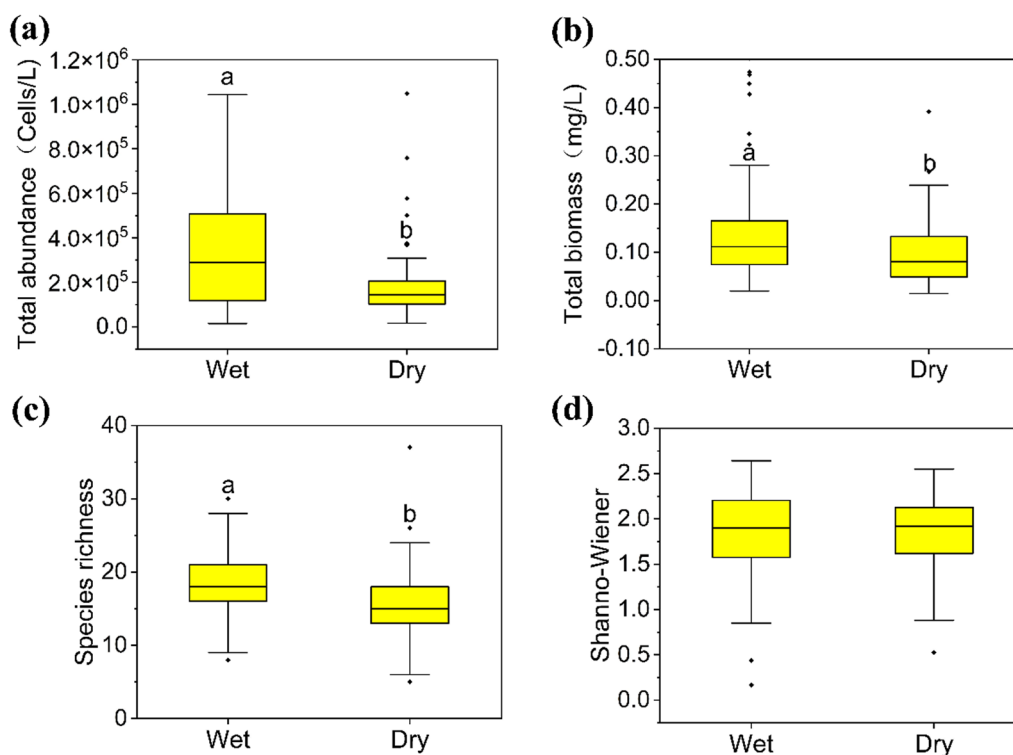 (a)
Total abundance（Cells/L）
1.2×10⁶
1.0×10⁶
8.0×10⁵
6.0×10⁵
4.0×10⁵
2.0×10⁵
0.0
a
b
Wet
Dry
(b)
Total biomass（mg/L）
0.50
0.40
0.30
0.20
0.10
0.00
-0.10
a
b
Wet
Dry
(c)
Species richness
40
30
20
10
0
a
b
Wet
Dry
(d)
Shanno-Wiener
3.0
2.5
2.0
1.5
1.0
0.5
0.0
Wet
Dry